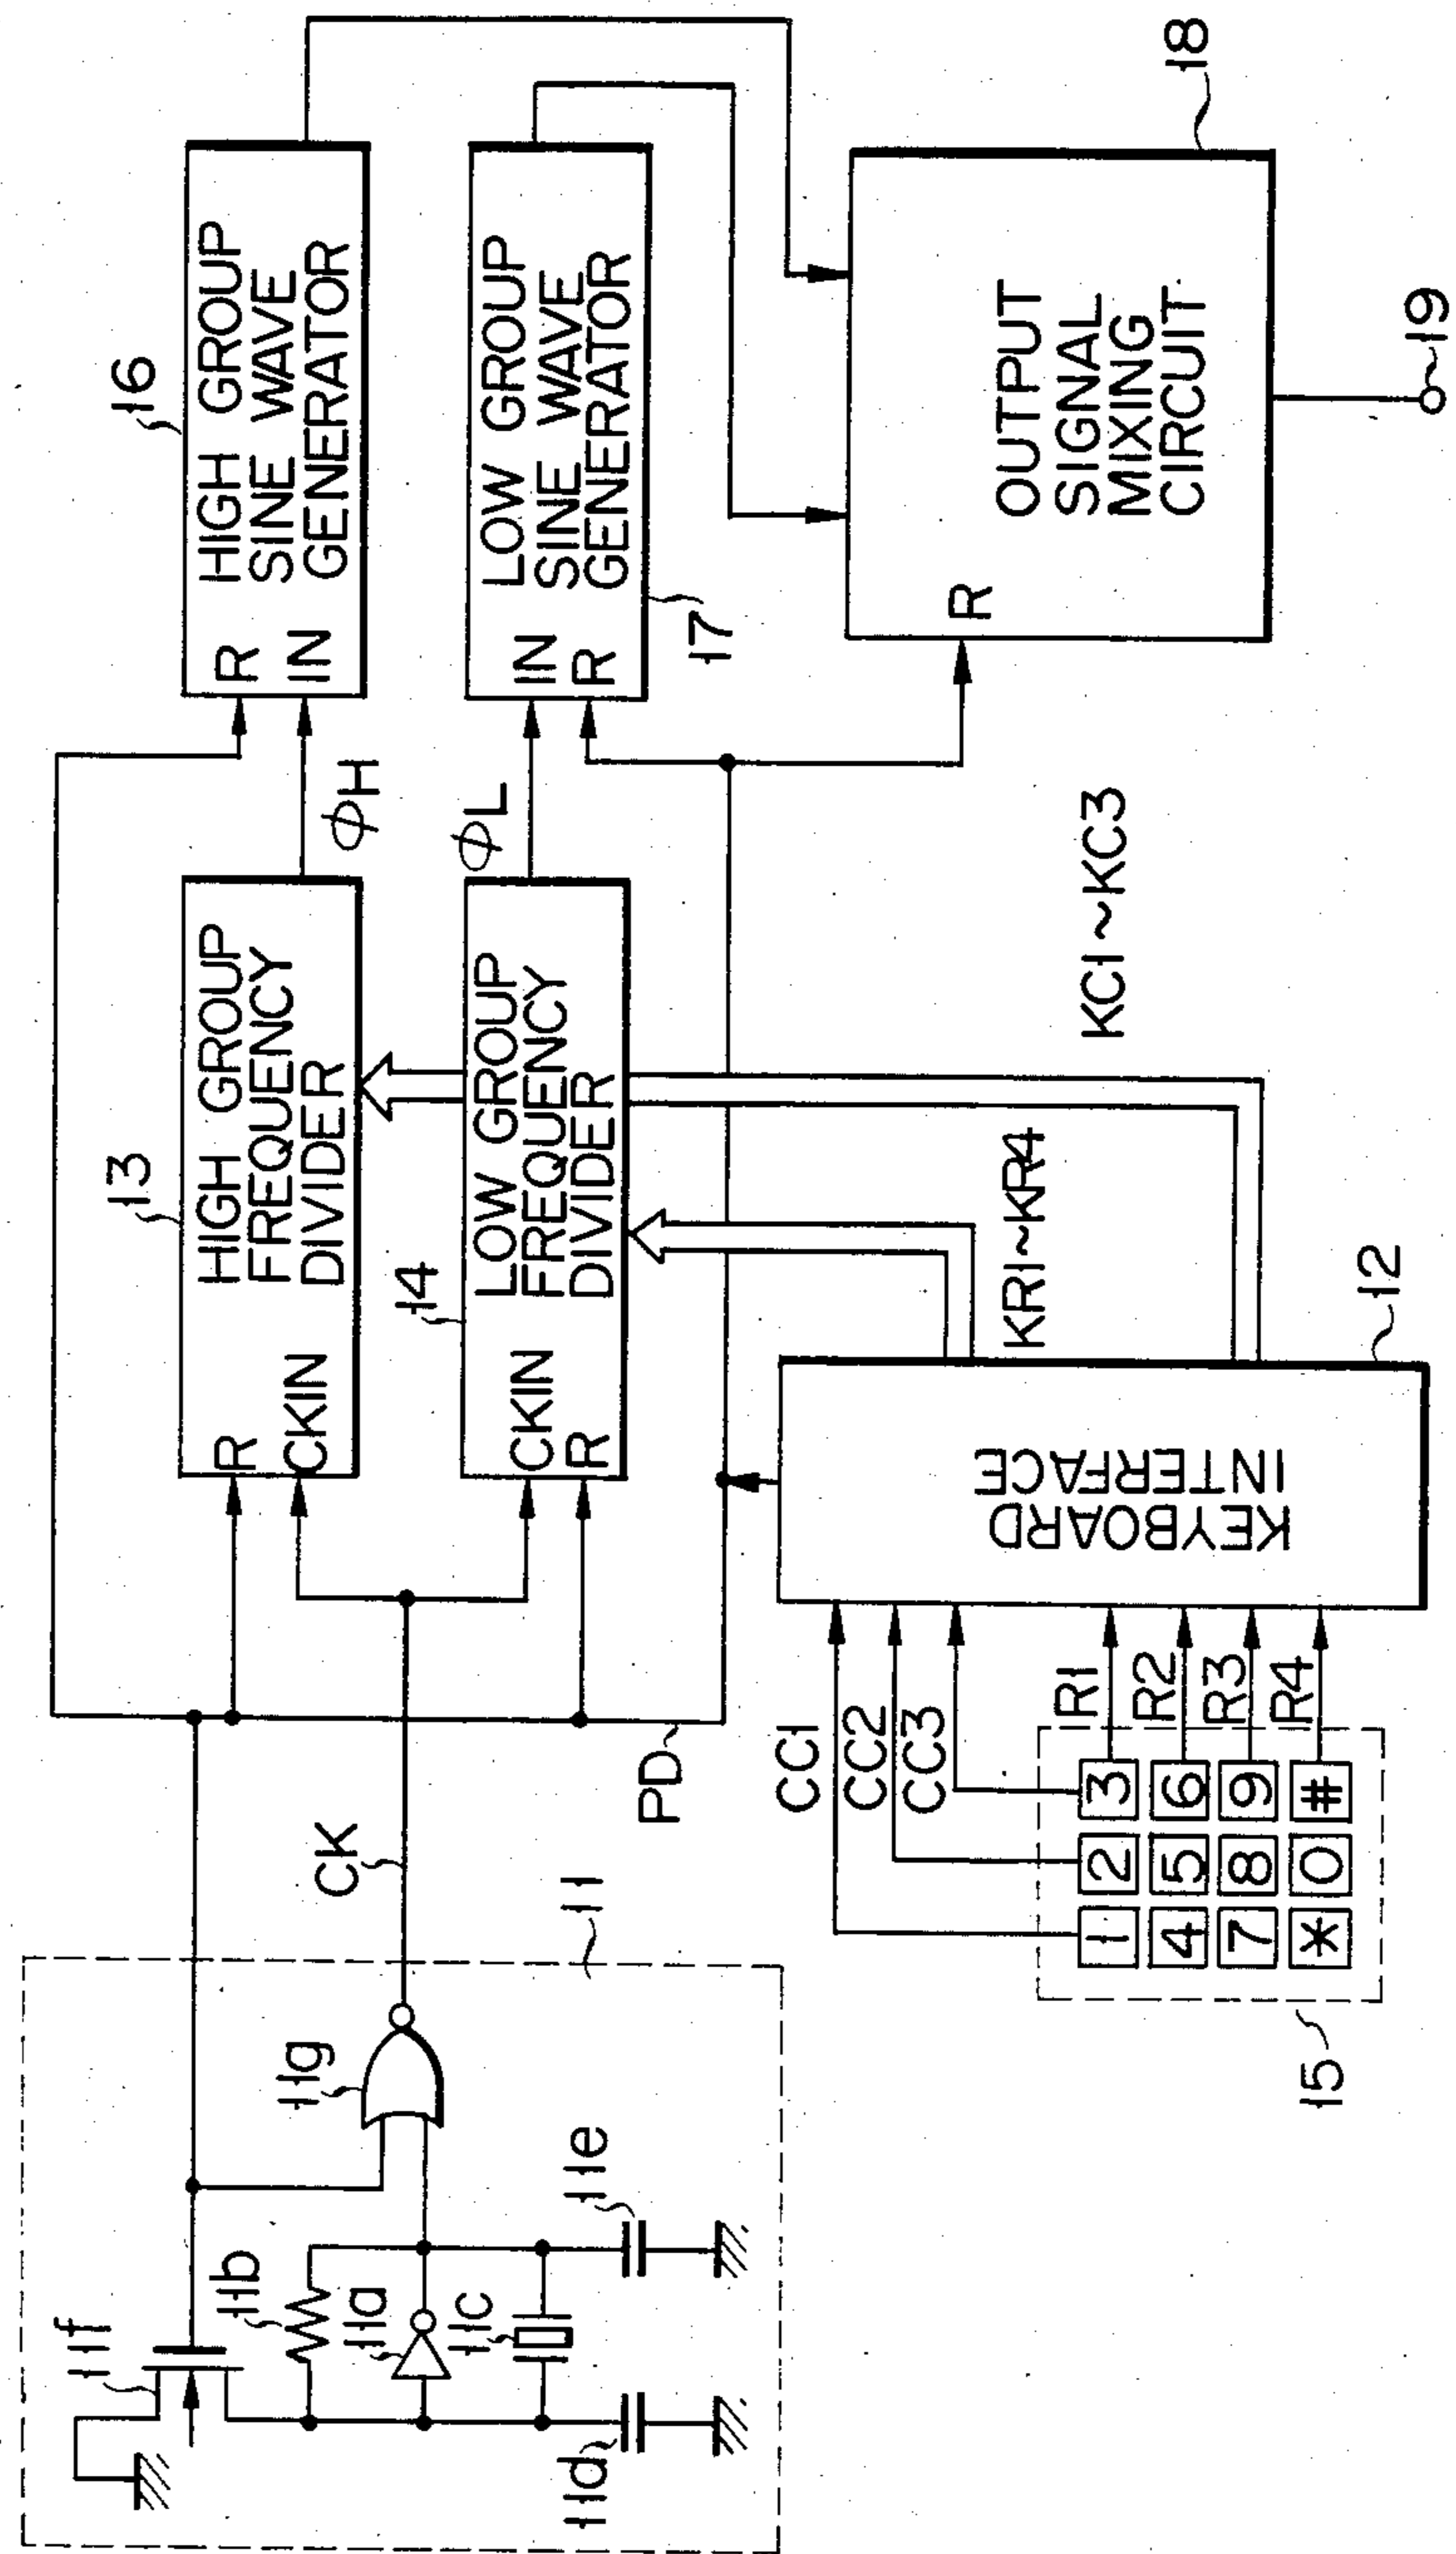 11
11f
11b
11a
11c
11d
11e
11g
CK
PD
13
R
CKIN
HIGH GROUP
FREQUENCY
DIVIDER
14
CKIN
R
LOW GROUP
FREQUENCY
DIVIDER
φH
φL
16
R
IN
HIGH GROUP
SINE WAVE
GENERATOR
17
IN
R
LOW GROUP
SINE WAVE
GENERATOR
18
R
OUTPUT
SIGNAL
MIXING
CIRCUIT
19
KR1~KR4
KC1~KC3
12
KEYBOARD
INTERFACE
CC1
CC2
CC3
R1
R2
R3
R4
15
1 2 3
4 5 6
7 8 9
* 0 #